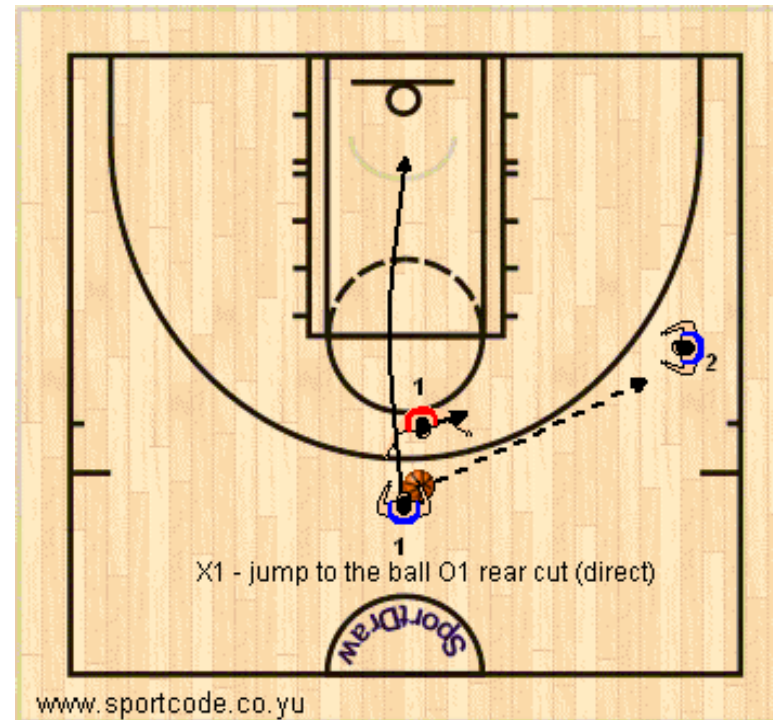 1
2
1
X1 - jump to the ball O1 rear cut (direct)
SportDraw
www.sportcode.co.yu